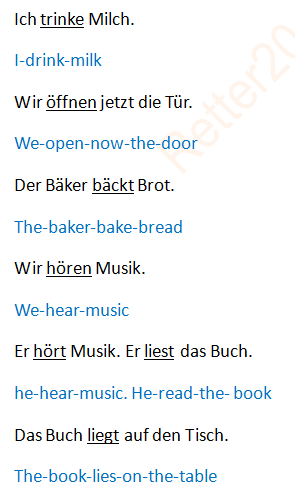 Ich trinke Milch.
I-drink-milk
Wir öffnen jetzt die Tür.
We-open-now-the-door
Der Bäker bäckt Brot.
The-baker-bake-bread
Wir hören Musik.
We-hear-music
Er hört Musik. Er liest das Buch.
he-hear-music. He-read-the- book
Das Buch liegt auf den Tisch.
The-book-lies-on-the-table
Retter20